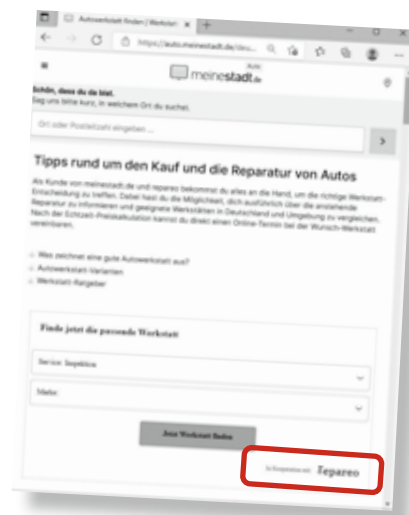 Autowerkstatt finden | Werkstatt
https://auto.meinestadt.de/deu...
Auto
meinestadt.de
Schön, dass du da bist.
Sag uns bitte kurz, in welchem Ort du suchst.
Ort oder Postleitzahl eingeben ...
Tipps rund um den Kauf und die Reparatur von Autos
Als Kunde von meinestadt.de und repareo bekommst du alles an die Hand, um die richtige Werkstatt-
Entscheidung zu treffen. Dabei hast du die Möglichkeit, dich ausführlich über die anstehende
Reparatur zu informieren und geeignete Werkstätten in Deutschland und Umgebung zu vergleichen.
Nach der Echtzeit-Preiskalkulation kannst du direkt einen Online-Termin bei der Wunsch-Werkstatt
vereinbaren.
Was zeichnet eine gute Autowerkstatt aus?
Autowerkstatt-Varianten
Werkstatt-Ratgeber
Finde jetzt die passende Werkstatt
Service: Inspektion
Marke:
Jetzt Werkstatt finden
In Kooperation mit: repareo